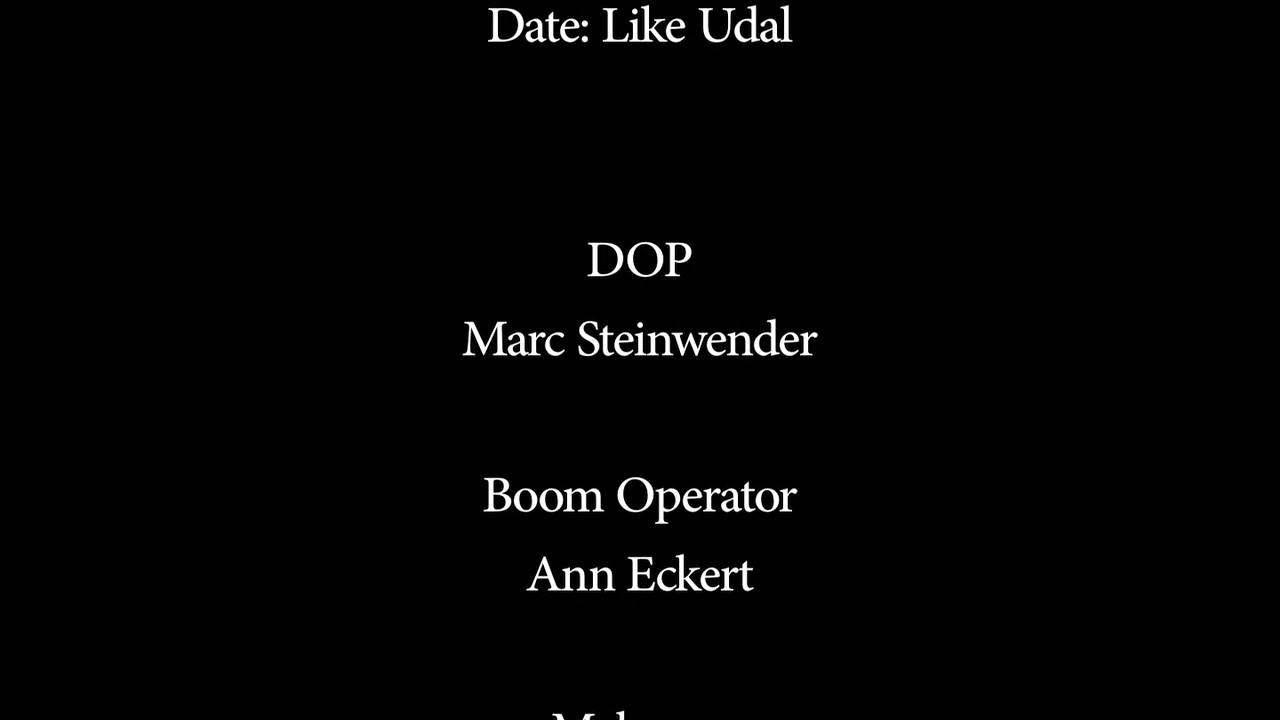 Date: Like Udal
DOP
Marc Steinwender
Boom Operator
Ann Eckert